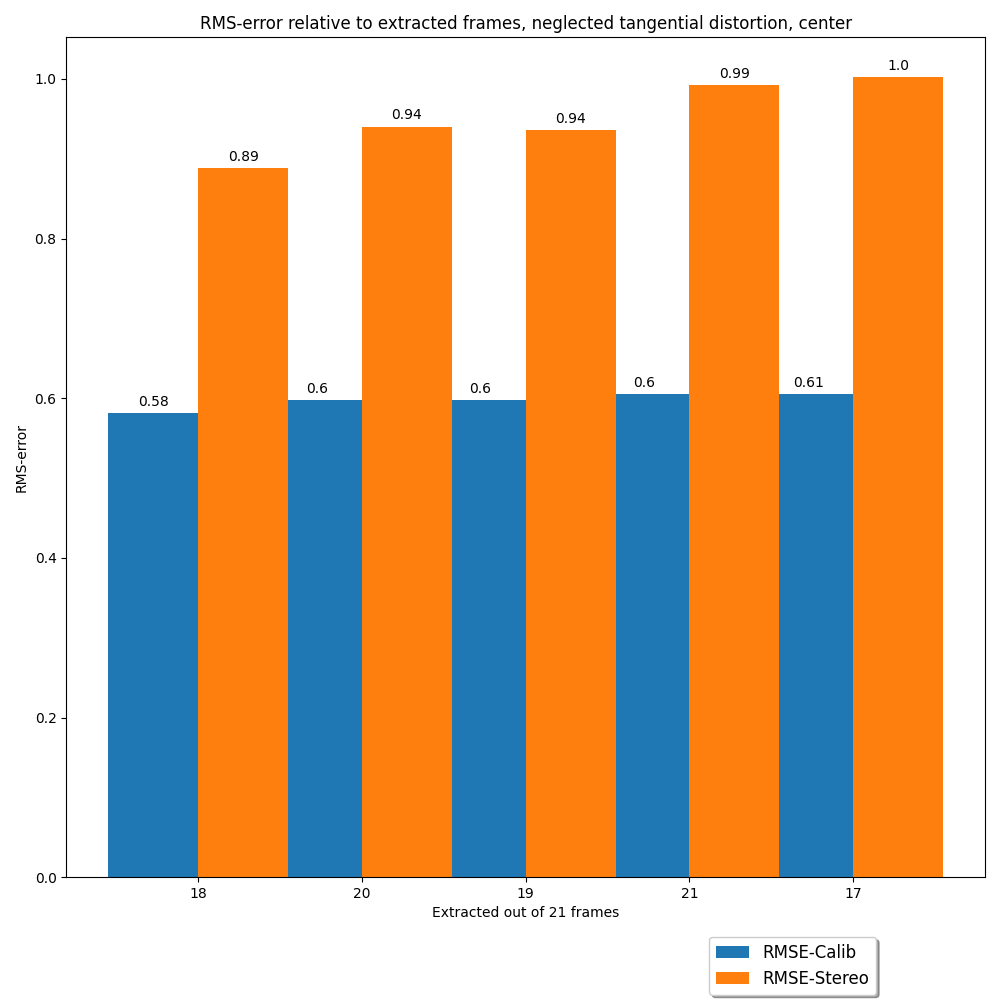 RMS-error relative to extracted frames, neglected tangential distortion, center
1.0
0.99
0.94
0.94
0.89
0.61
0.6
0.6
0.6
0.58
1.0
0.8
0.6
0.4
0.2
0.0
RMS-error
18 20 19 21 17
Extracted out of 21 frames
RMSE-Calib
RMSE-Stereo